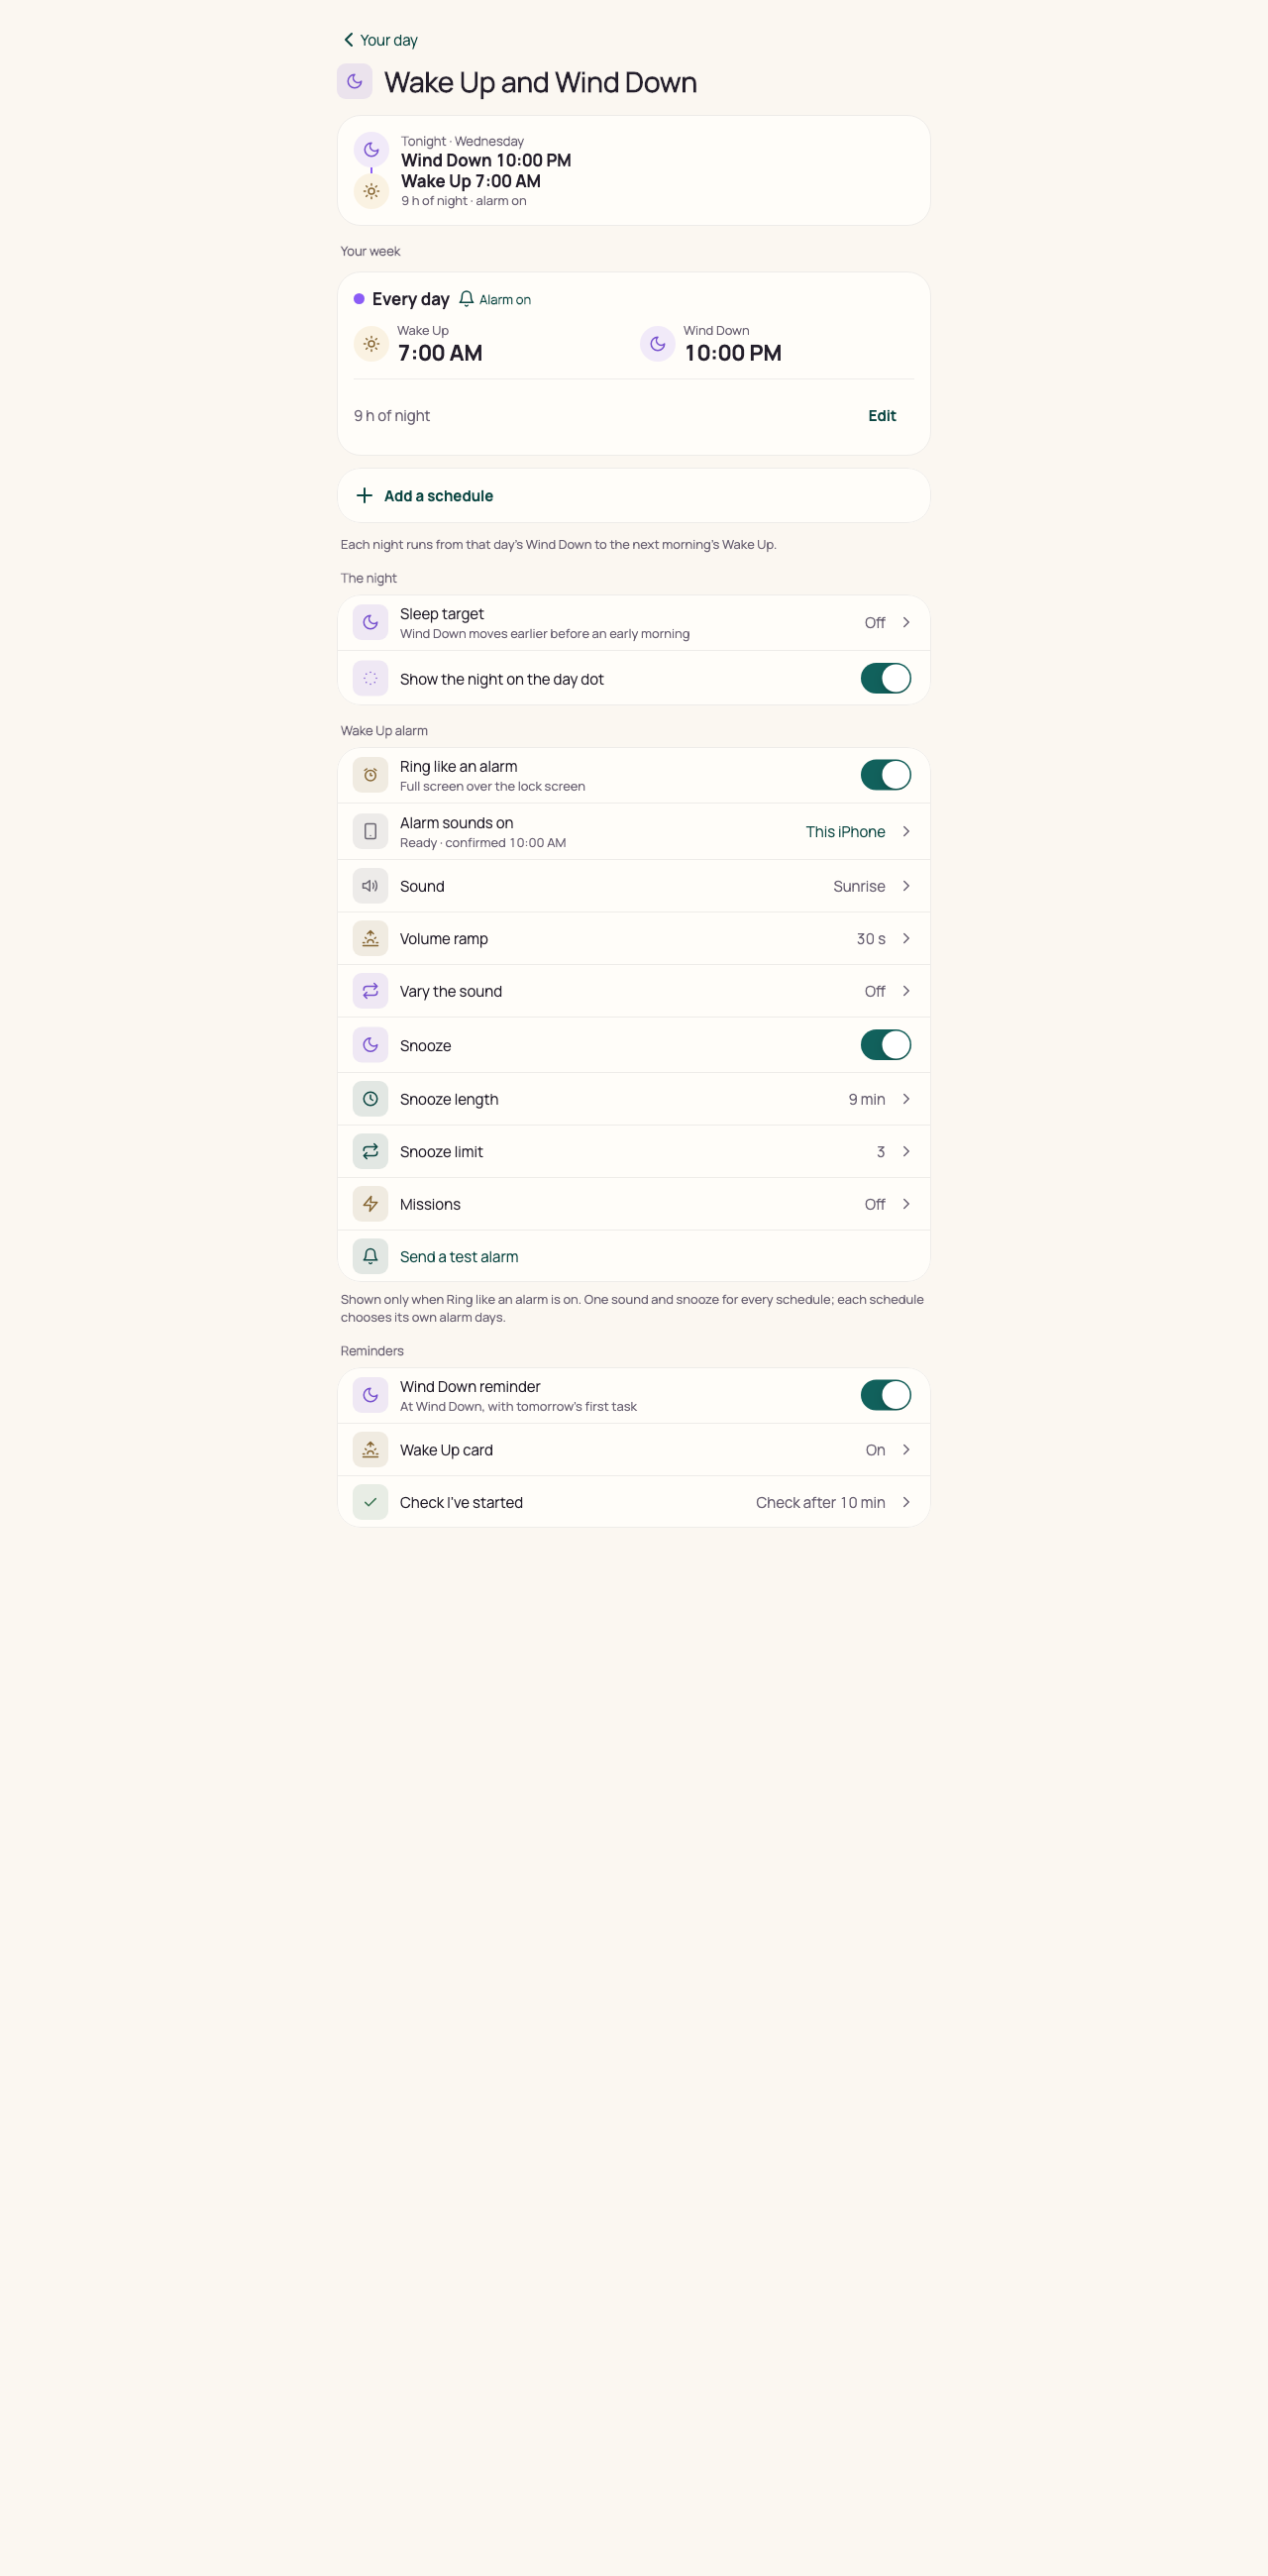 Your day
Wake Up and Wind Down
Tonight · Wednesday
Wind Down 10:00 PM
Wake Up 7:00 AM
9 h of night · alarm on
Your week
Every day Alarm on
Wake Up
7:00 AM
Wind Down
10:00 PM
9 h of night
Edit
Add a schedule
Each night runs from that day's Wind Down to the next morning's Wake Up.
The night
Sleep target
Wind Down moves earlier before an early morning
Off
Show the night on the day dot
Wake Up alarm
Ring like an alarm
Full screen over the lock screen
Alarm sounds on
Ready · confirmed 10:00 AM
This iPhone
Sound
Sunrise
Volume ramp
30 s
Vary the sound
Off
Snooze
Snooze length
9 min
Snooze limit
3
Missions
Off
Send a test alarm
Shown only when Ring like an alarm is on. One sound and snooze for every schedule; each schedule
chooses its own alarm days.
Reminders
Wind Down reminder
At Wind Down, with tomorrow's first task
Wake Up card
On
Check I've started
Check after 10 min